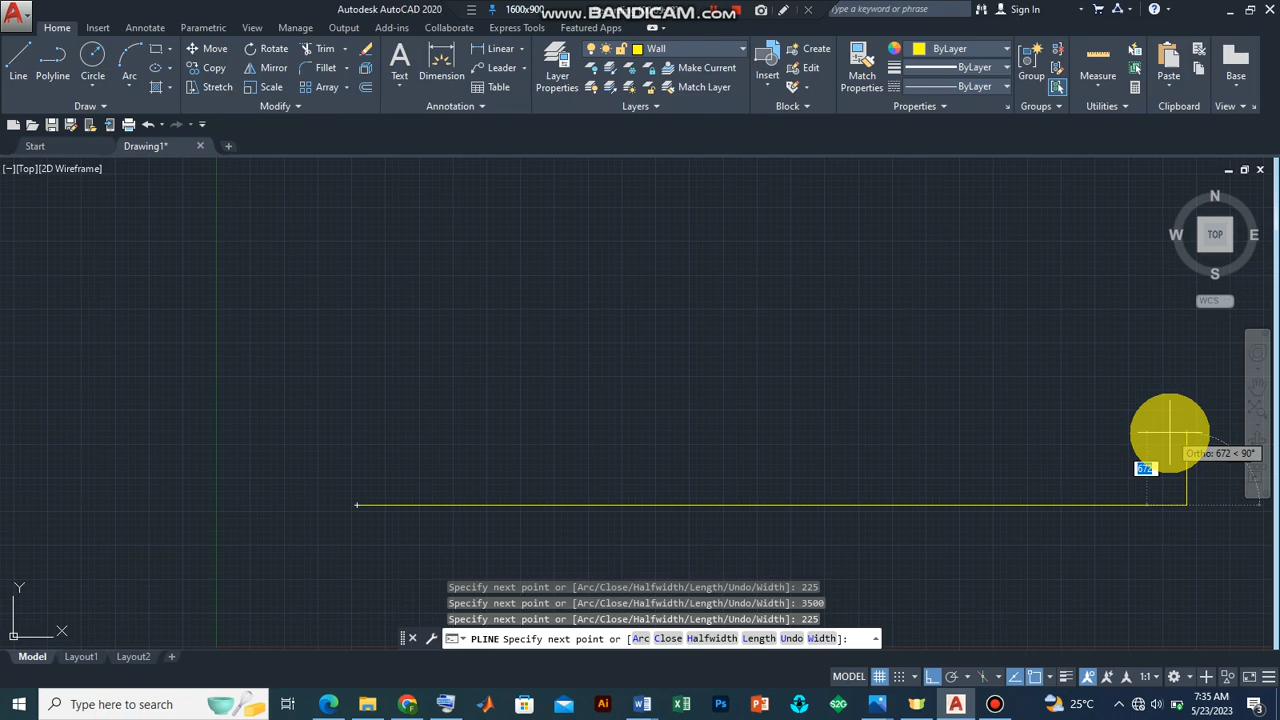 Autodesk AutoCAD 2020
1600x900
www.BANDICAM.com
Type a keyword or phrase
Sign In
Home
Insert
Annotate
Parametric
View
Manage
Output
Add-ins
Collaborate
Express Tools
Featured Apps
Line
Polyline
Circle
Arc
Move
Rotate
Trim
Copy
Mirror
Fillet
Stretch
Scale
Array
Text
Dimension
Linear
Leader
Table
Layer
Properties
Wall
Make Current
Match Layer
Insert
Create
Edit
Match
Properties
ByLayer
ByLayer
ByLayer
Group
Measure
Paste
Base
Draw
Modify
Annotation
Layers
Block
Properties
Groups
Utilities
Clipboard
View
Start
Drawing1*
[−][Top][2D Wireframe]
N
W
TOP
E
S
WCS
Ortho: 672 < 90°
672
Specify next point or [Arc/Close/Halfwidth/Length/Undo/Width]: 225
Specify next point or [Arc/Close/Halfwidth/Length/Undo/Width]: 3500
Specify next point or [Arc/Close/Halfwidth/Length/Undo/Width]: 225
PLINE Specify next point or [Arc Close Halfwidth Length Undo Width]:
Y
X
Model
Layout1
Layout2
MODEL
1:1
Type here to search
25°C
7:35 AM
5/23/2023